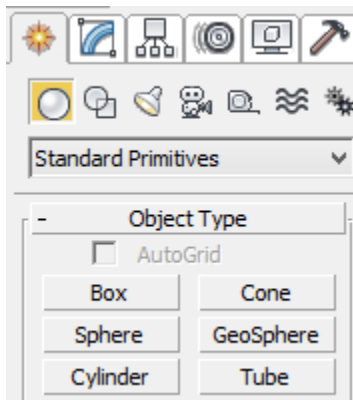 Standard Primitives
- Object Type
AutoGrid
Box Cone
Sphere GeoSphere
Cylinder Tube